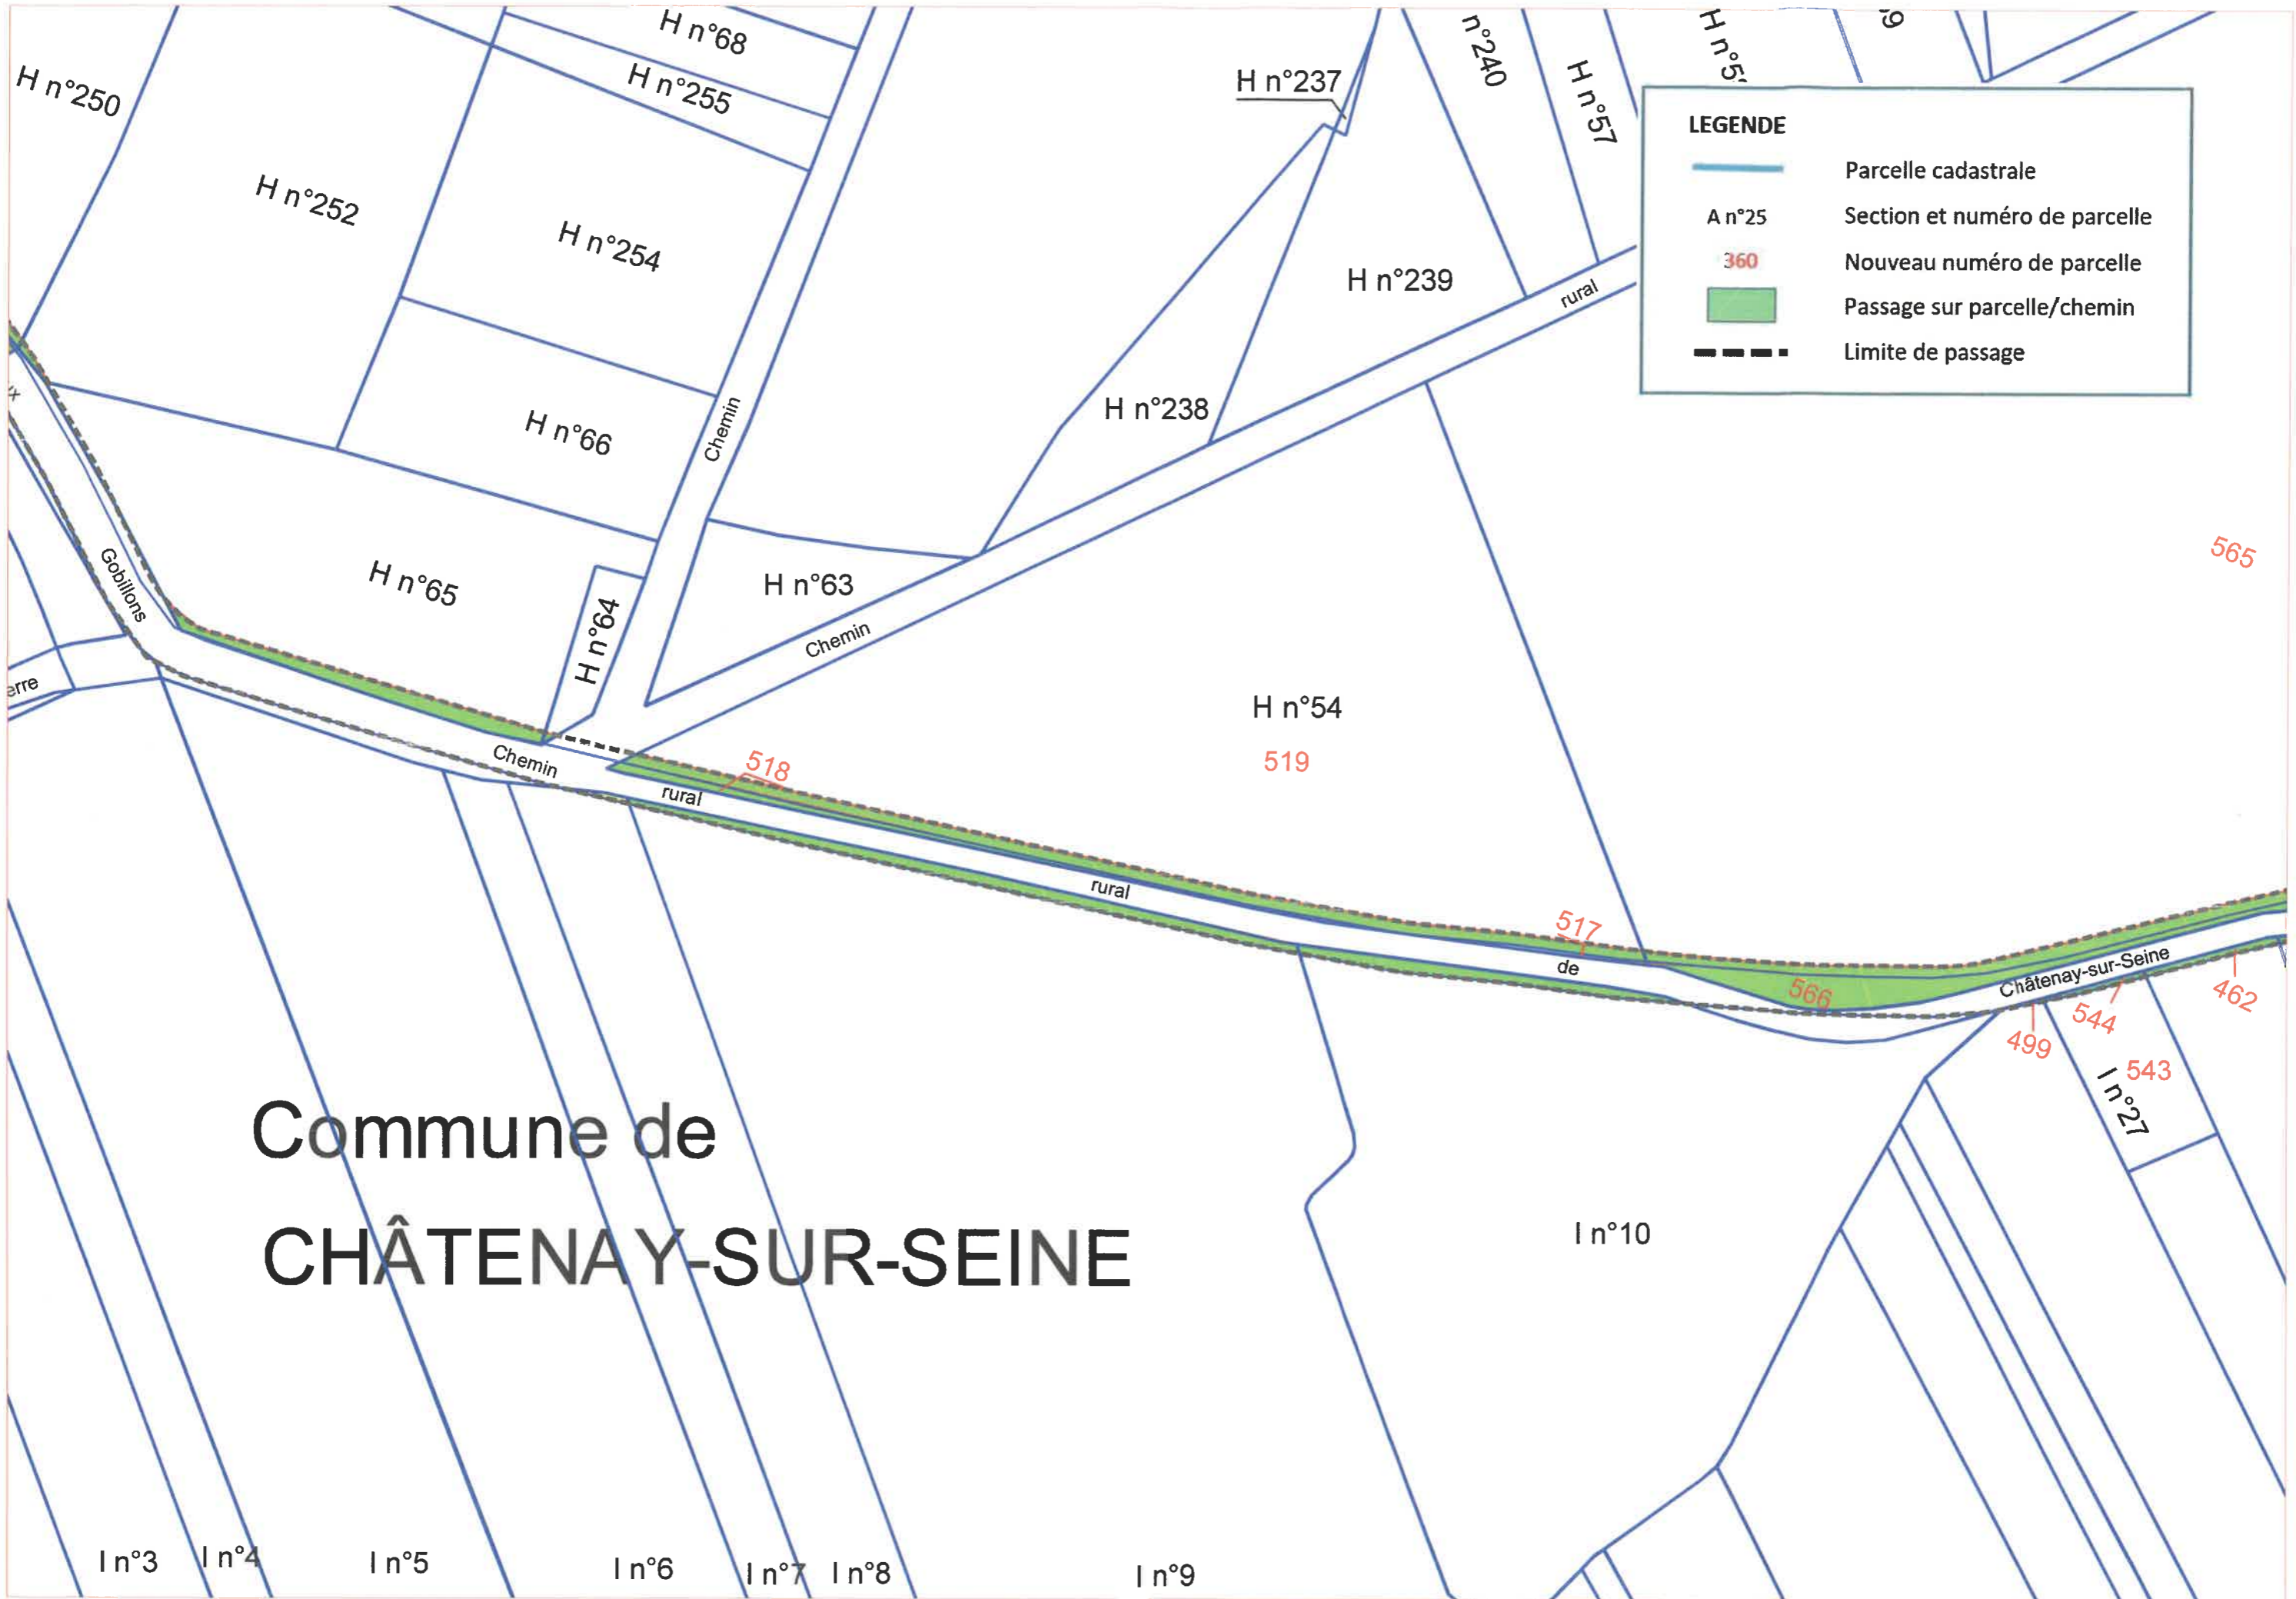 H n°68
H n°250
H n°255
H n°237
n°240
H n°57
LEGENDE
Parcelle cadastrale
A n°25 Section et numéro de parcelle
360 Nouveau numéro de parcelle
Passage sur parcelle/chemin
Limite de passage
H n°252
H n°254
H n°239
rural
H n°238
H n°66
Chemin
565
Gobillons
H n°65
H n°64
H n°63
Chemin
H n°54
519
518
Chemin
rural
rural
517
de
566
Châtenay-sur-Seine
462
544
499
543
I n°27
Commune de
CHÂTENAY-SUR-SEINE
I n°10
I n°3
I n°4
I n°5
I n°6
I n°7
I n°8
I n°9